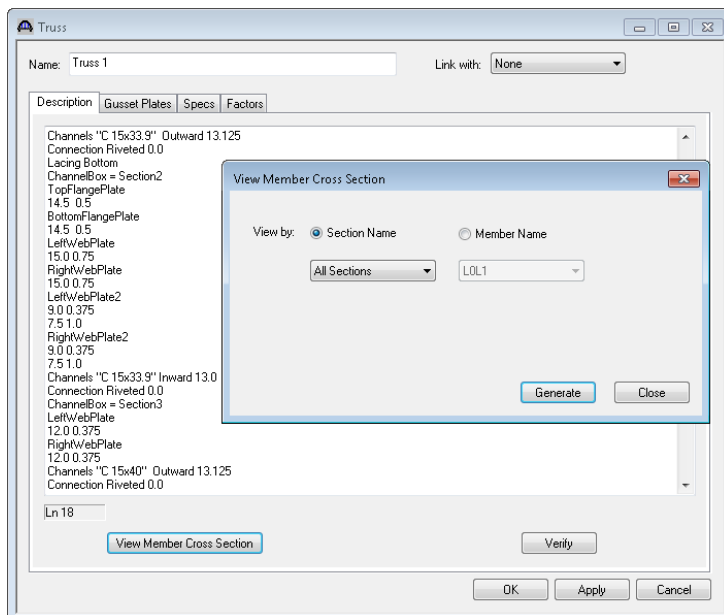 Truss
Name: Truss 1 Link with: None
Description Gusset Plates Specs Factors
Channels "C 15x33.9" Outward 13.125
Connection Riveted 0.0
Lacing Bottom
ChannelBox = Section2
TopFlangePlate
14.5 0.5
BottomFlangePlate
14.5 0.5
LeftWebPlate
15.0 0.75
RightWebPlate
15.0 0.75
LeftWebPlate2
9.0 0.375
7.5 1.0
RightWebPlate2
9.0 0.375
7.5 1.0
Channels "C 15x33.9" Inward 13.0
Connection Riveted 0.0
ChannelBox = Section3
LeftWebPlate
12.0 0.375
RightWebPlate
12.0 0.375
Channels "C 15x40" Outward 13.125
Connection Riveted 0.0
View Member Cross Section
View by: Section Name Member Name
All Sections L0L1
Generate Close
Ln 18
View Member Cross Section Verify
OK Apply Cancel